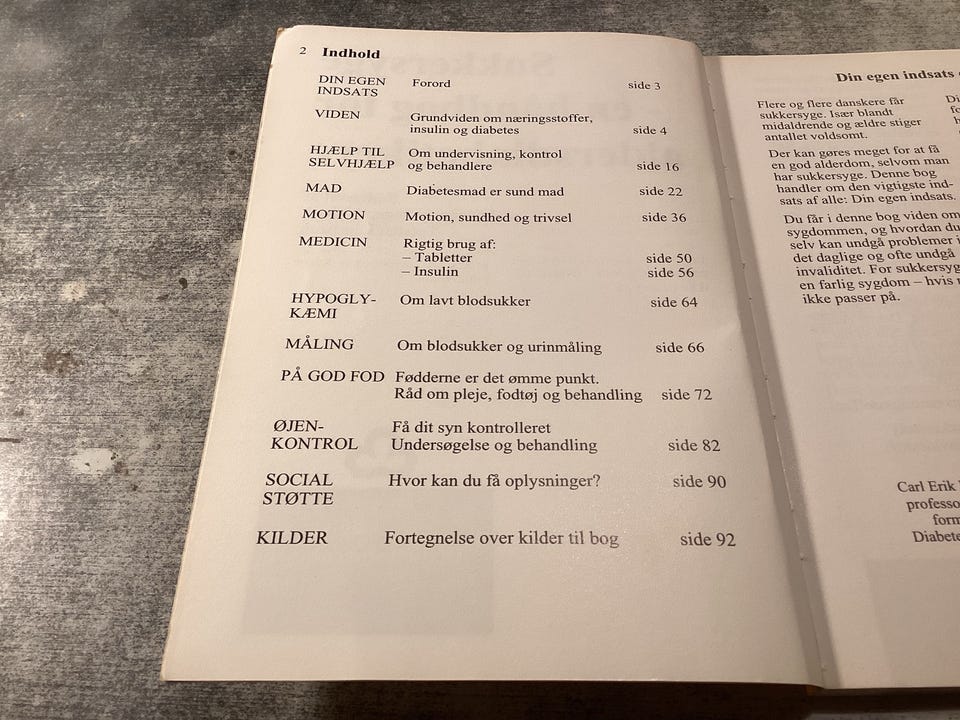 2 Indhold
DIN EGEN INDSATS Forord side 3
VIDEN Grundviden om næringsstoffer,
insulin og diabetes side 4
HJÆLP TIL Om undervisning, kontrol
SELVHJÆLP og behandlere side 16
MAD Diabetesmad er sund mad side 22
MOTION Motion, sundhed og trivsel side 36
MEDICIN Rigtig brug af:
– Tabletter side 50
– Insulin side 56
HYPOGLY- Om lavt blodsukker side 64
KÆMI
MÅLING Om blodsukker og urinmåling side 66
PÅ GOD FOD Fødderne er det ømme punkt.
Råd om pleje, fodtøj og behandling side 72
ØJEN- Få dit syn kontrolleret
KONTROL Undersøgelse og behandling side 82
SOCIAL Hvor kan du få oplysninger? side 90
STØTTE
KILDER Fortegnelse over kilder til bog side 92
Din egen indsats
Flere og flere danskere får
sukkersyge. Især blandt
midaldrende og ældre stiger
antallet voldsomt.
Der kan gøres meget for at få
en god alderdom, selvom man
har sukkersyge. Denne bog
handler om den vigtigste ind-
sats af alle: Din egen indsats.
Du får i denne bog viden om
sygdommen, og hvordan du
selv kan undgå problemer i
det daglige og ofte undgå
invaliditet. For sukkersyg
en farlig sygdom – hvis
ikke passer på.
Carl Erik
professo
form
Diabete